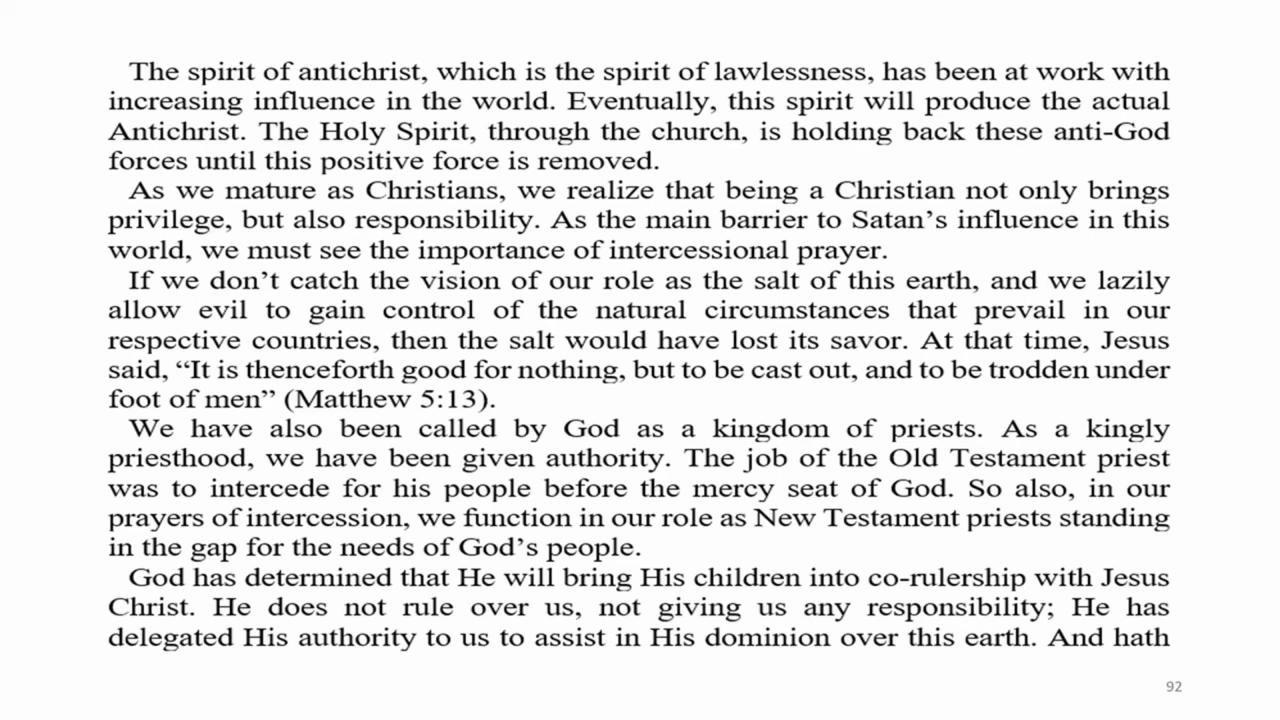 The spirit of antichrist, which is the spirit of lawlessness, has been at work with
increasing influence in the world. Eventually, this spirit will produce the actual
Antichrist. The Holy Spirit, through the church, is holding back these anti-God
forces until this positive force is removed.
As we mature as Christians, we realize that being a Christian not only brings
privilege, but also responsibility. As the main barrier to Satan’s influence in this
world, we must see the importance of intercessional prayer.
If we don’t catch the vision of our role as the salt of this earth, and we lazily
allow evil to gain control of the natural circumstances that prevail in our
respective countries, then the salt would have lost its savor. At that time, Jesus
said, “It is thenceforth good for nothing, but to be cast out, and to be trodden under
foot of men” (Matthew 5:13).
We have also been called by God as a kingdom of priests. As a kingly
priesthood, we have been given authority. The job of the Old Testament priest
was to intercede for his people before the mercy seat of God. So also, in our
prayers of intercession, we function in our role as New Testament priests standing
in the gap for the needs of God’s people.
God has determined that He will bring His children into co-rulership with Jesus
Christ. He does not rule over us, not giving us any responsibility; He has
delegated His authority to us to assist in His dominion over this earth. And hath
92